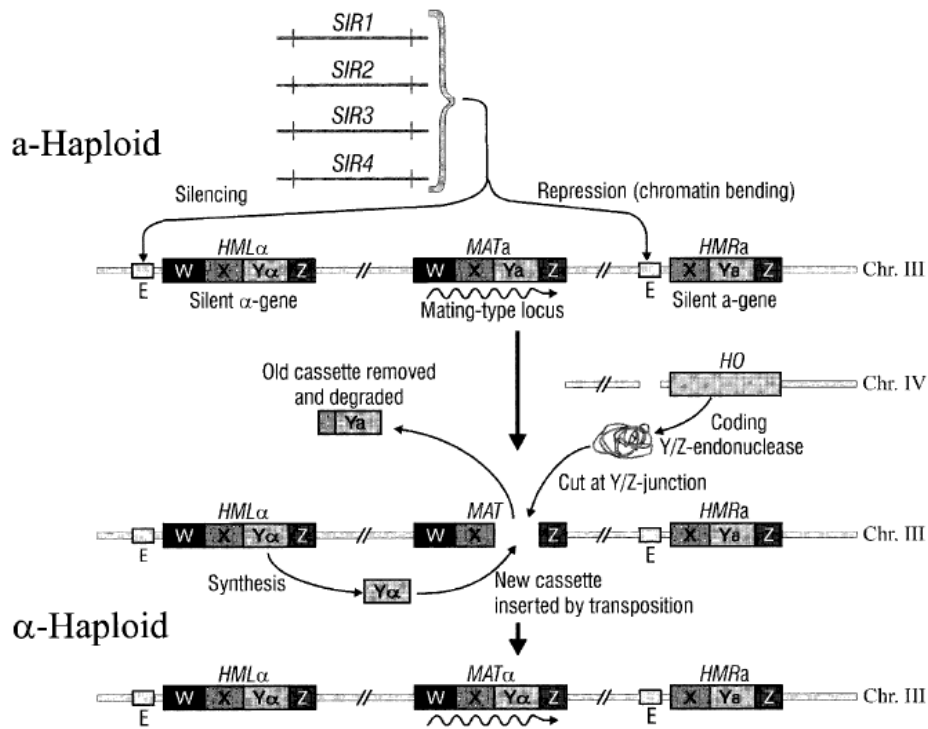 SIR1
SIR2
SIR3
SIR4
a-Haploid
Silencing
Repression (chromatin bending)
HMLα MATa HMRa
W X Yα Z W X Ya Z X Ya Z Chr. III
E Silent α-gene Mating-type locus E Silent a-gene
HO
Chr. IV
Old cassette removed
and degraded
Ya
Coding
Y/Z-endonuclease
Cut at Y/Z-junction
HMLα MAT HMRa
W X Yα Z W X Z X Ya Z Chr. III
E E
Synthesis
Yα
New cassette
inserted by transposition
α-Haploid
HMLα MATα HMRa
W X Yα Z W X Yα Z X Ya Z Chr. III
E E